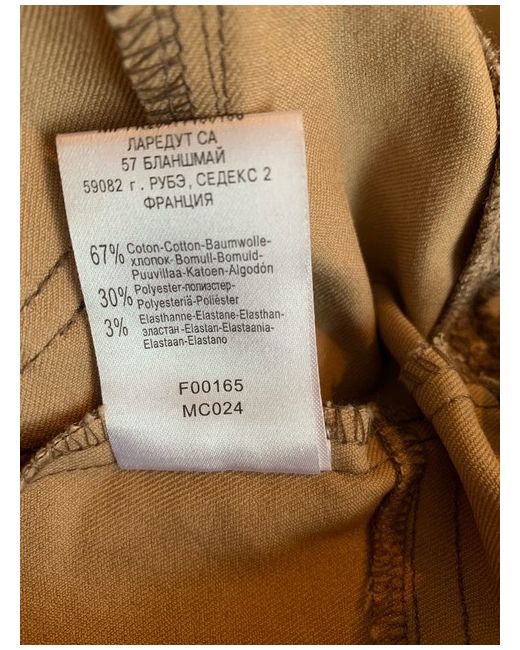 ЛАРЕДУТ СА
57 БЛАНШМАЙ
59082 г. РУБЭ, СЕДЕКС 2
ФРАНЦИЯ
67% Coton-Cotton-Baumwolle-
хлопок-Bomull-Bomuld-
Puuvillaa-Katoen-Algodón
30% Polyester-полиэстер-
Polyesteriä-Poliéster
3% Elasthanne-Elastane-Elasthan-
эластан-Elastan-Elastaania-
Elastaan-Elastano
F00165
MC024